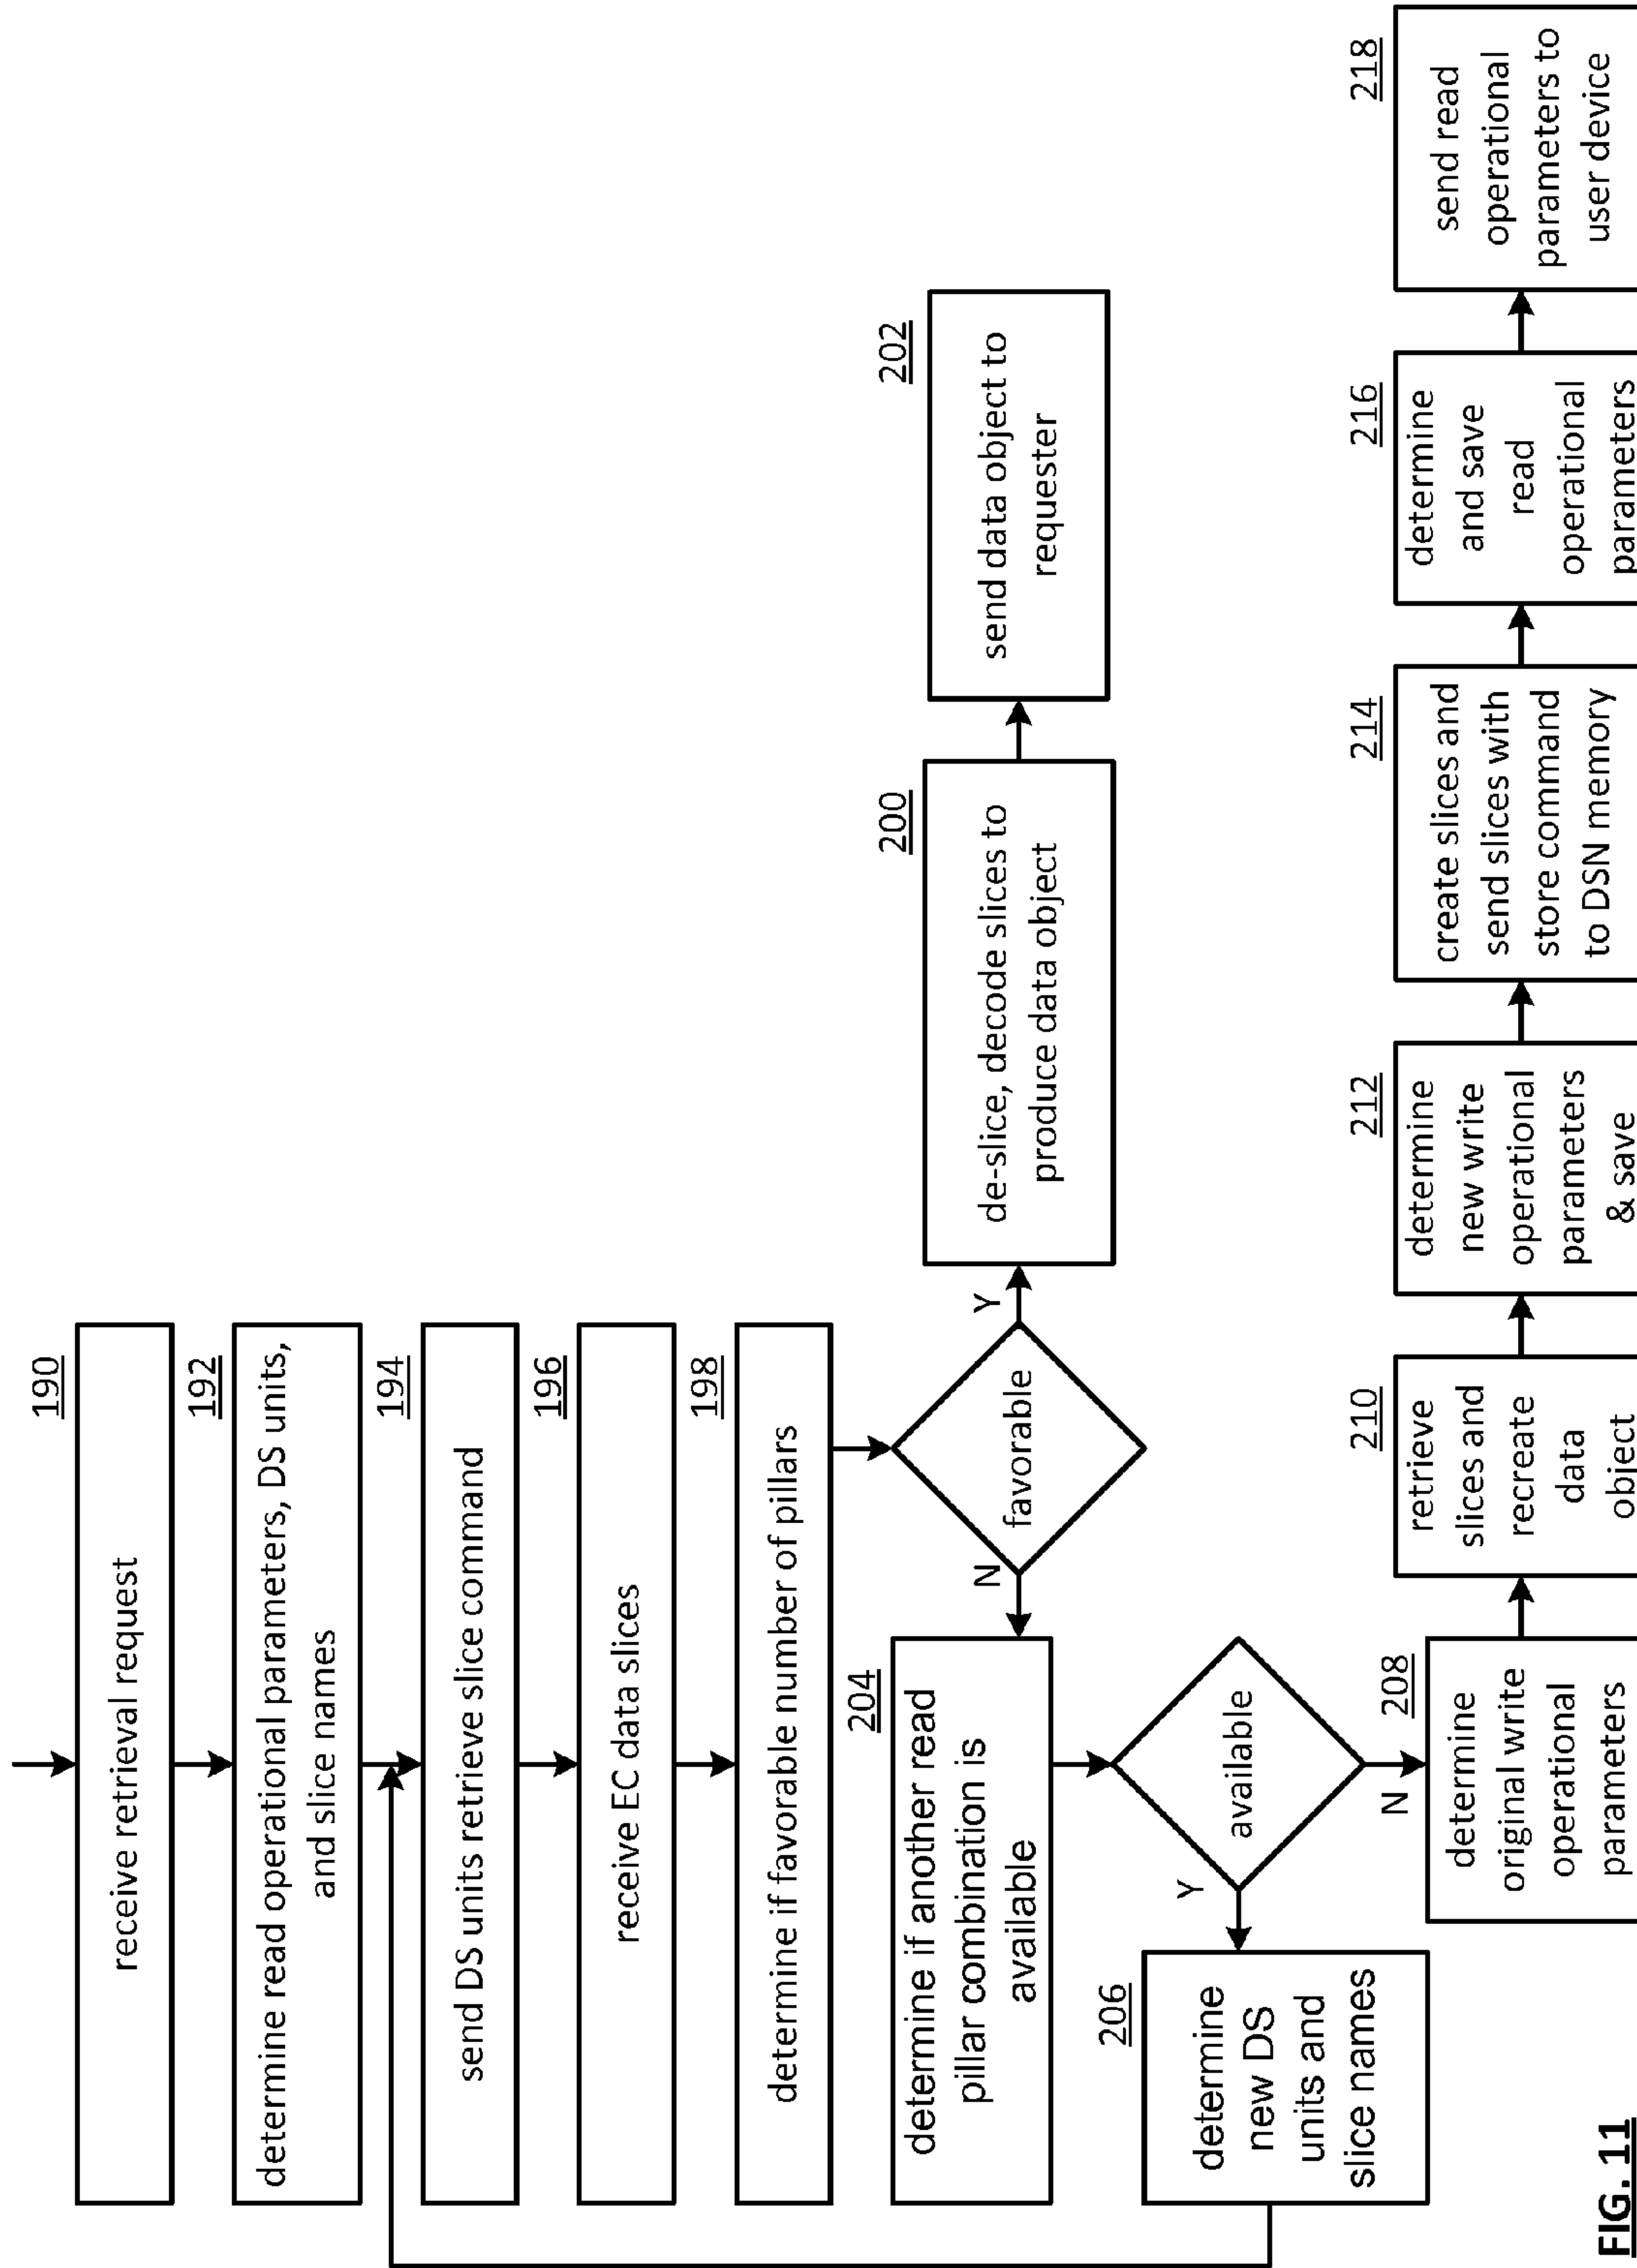 190
receive retrieval request
192
determine read operational parameters, DS units,
and slice names
194
send DS units retrieve slice command
196
receive EC data slices
198
determine if favorable number of pillars
favorable
Y
N
200
de-slice, decode slices to
produce data object
202
send data object to
requester
204
determine if another read
pillar combination is
available
available
Y
N
206
determine
new DS
units and
slice names
208
determine
original write
operational
parameters
210
retrieve
slices and
recreate
data
object
212
determine
new write
operational
parameters
& save
214
create slices and
send slices with
store command
to DSN memory
216
determine
and save
read
operational
parameters
218
send read
operational
parameters to
user device
FIG. 11